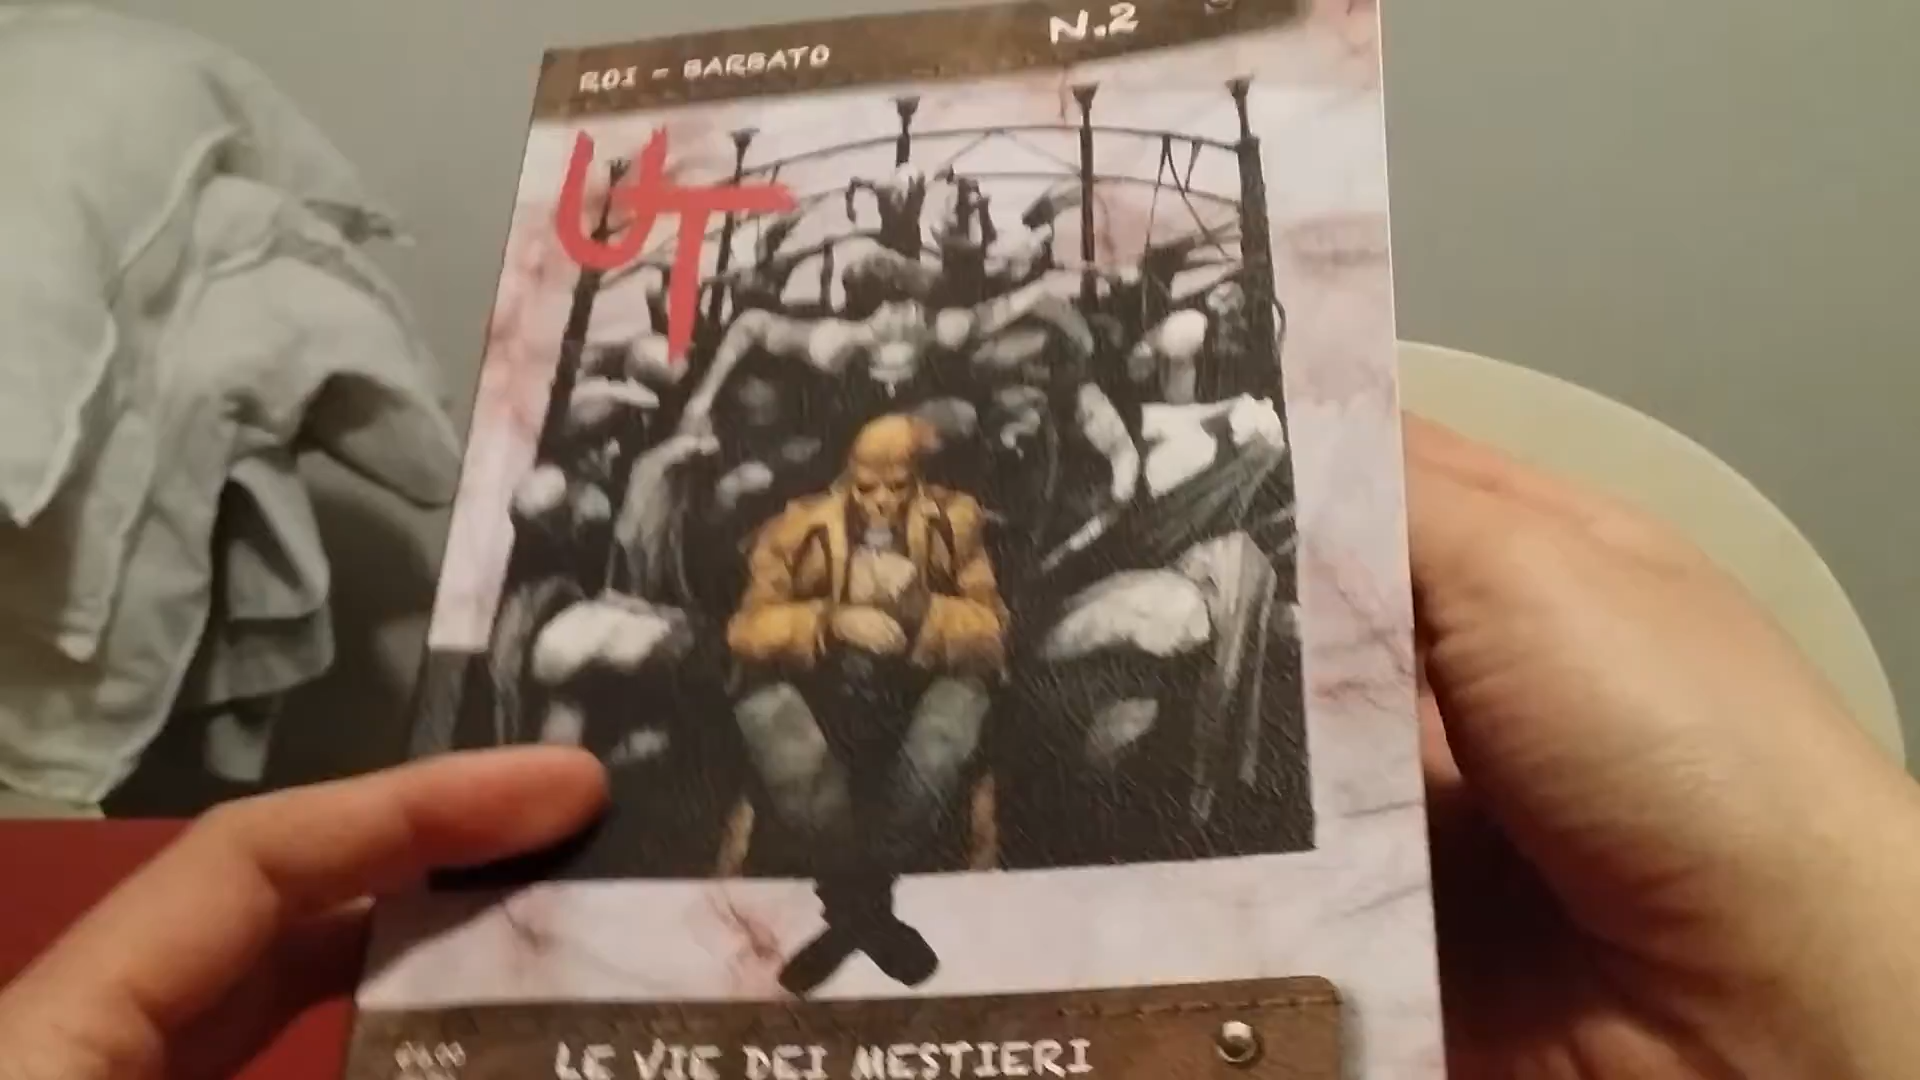 ROI - BARBATO
N.2
UT
LE VIE DEI MESTIERI